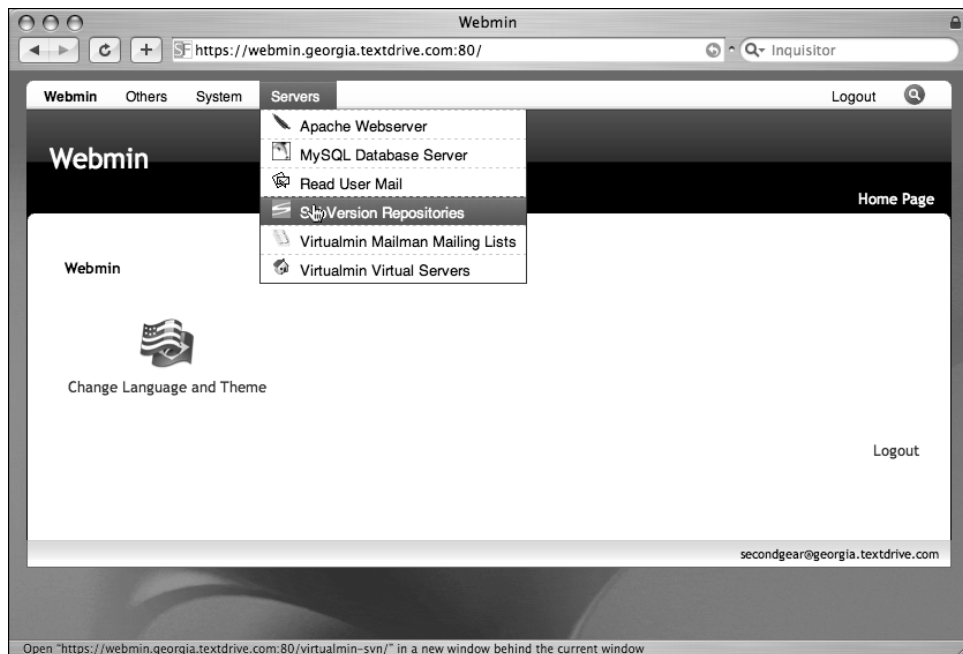 Webmin
https://webmin.georgia.textdrive.com:80/
Inquisitor
Webmin Others System Servers Logout
Apache Webserver
MySQL Database Server
Read User Mail
SubVersion Repositories
Virtualmin Mailman Mailing Lists
Virtualmin Virtual Servers
Webmin
Home Page
Webmin
Change Language and Theme
Logout
secondgear@georgia.textdrive.com
Open "https://webmin.georgia.textdrive.com:80/virtualmin-svn/" in a new window behind the current window